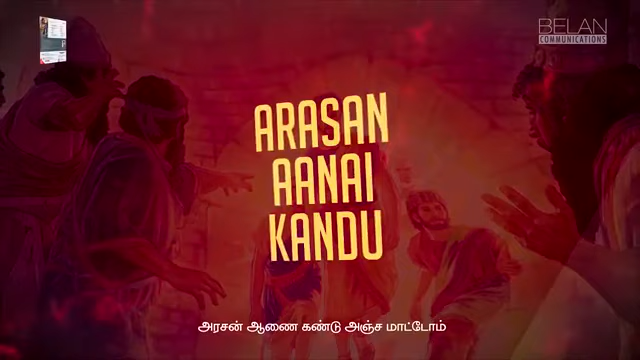 BELAN
COMMUNICATIONS
ARASAN
AANAI
KANDU
அரசன் ஆணை கண்டு அஞ்ச மாட்டோம்